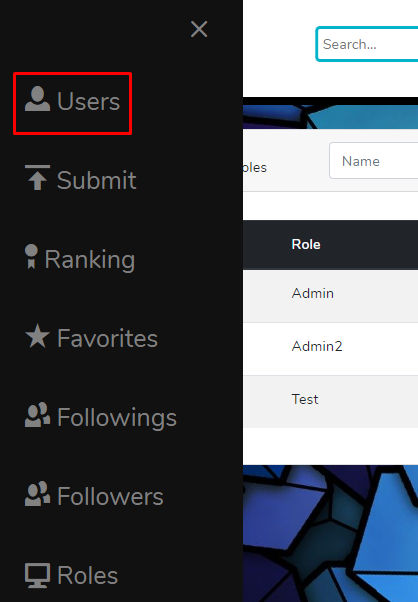 Search...
Users
Submit
Ranking
Favorites
Followings
Followers
Roles
oles
Name
Role
Admin
Admin2
Test